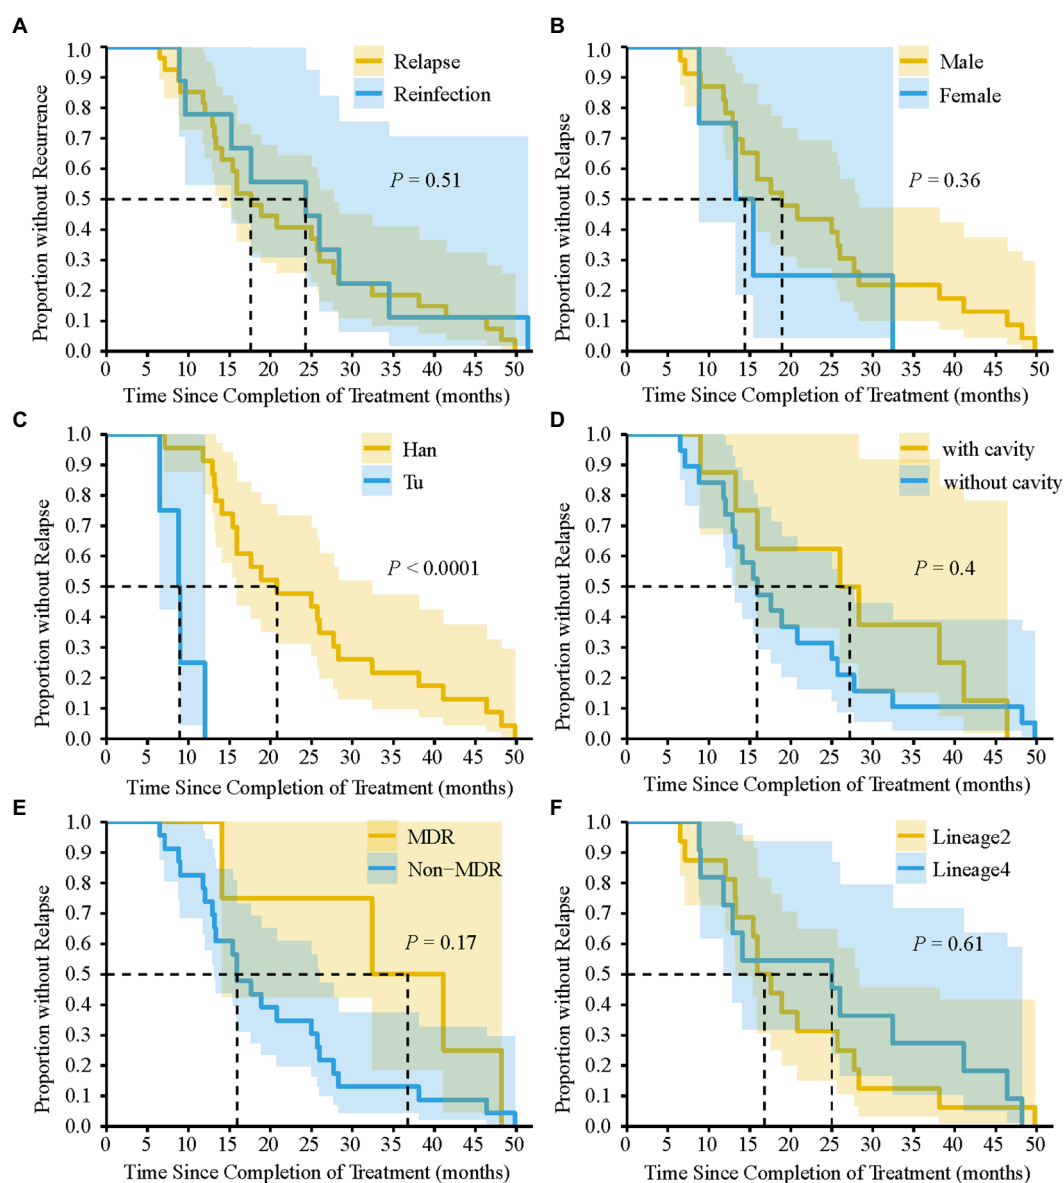 A
1.0
0.9
0.8
0.7
0.6
0.5
0.4
0.3
0.2
0.1
0.0
Proportion without Recurrence
Relapse
Reinfection
P = 0.51
0 5 10 15 20 25 30 35 40 45 50
Time Since Completion of Treatment (months)
B
1.0
0.9
0.8
0.7
0.6
0.5
0.4
0.3
0.2
0.1
0.0
Proportion without Relapse
Male
Female
P = 0.36
0 5 10 15 20 25 30 35 40 45 50
Time Since Completion of Treatment (months)
C
1.0
0.9
0.8
0.7
0.6
0.5
0.4
0.3
0.2
0.1
0.0
Proportion without Relapse
Han
Tu
P < 0.0001
0 5 10 15 20 25 30 35 40 45 50
Time Since Completion of Treatment (months)
D
1.0
0.9
0.8
0.7
0.6
0.5
0.4
0.3
0.2
0.1
0.0
Proportion without Relapse
with cavity
without cavity
P = 0.4
0 5 10 15 20 25 30 35 40 45 50
Time Since Completion of Treatment (months)
E
1.0
0.9
0.8
0.7
0.6
0.5
0.4
0.3
0.2
0.1
0.0
Proportion without Relapse
MDR
Non−MDR
P = 0.17
0 5 10 15 20 25 30 35 40 45 50
Time Since Completion of Treatment (months)
F
1.0
0.9
0.8
0.7
0.6
0.5
0.4
0.3
0.2
0.1
0.0
Proportion without Relapse
Lineage2
Lineage4
P = 0.61
0 5 10 15 20 25 30 35 40 45 50
Time Since Completion of Treatment (months)